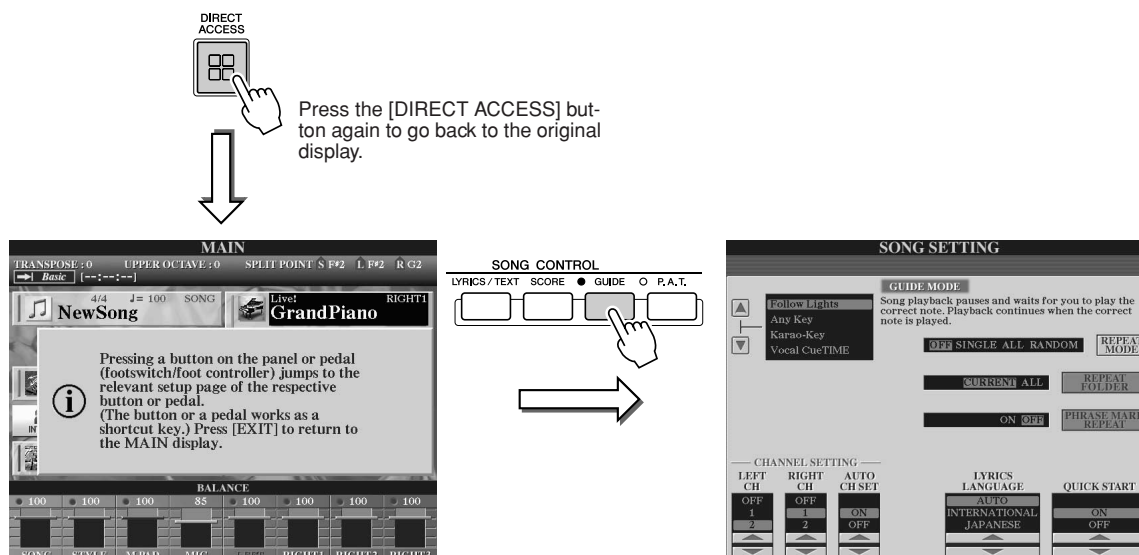 DIRECT
ACCESS
Press the [DIRECT ACCESS] but-
ton again to go back to the original
display.
MAIN
TRANSPOSE : 0 UPPER OCTAVE : 0 SPLIT POINT S F#2 L F#2 R G2
Basic [--:--:--]
4/4 ♩= 100 SONG
NewSong
Live! RIGHT1
GrandPiano
Pressing a button on the panel or pedal
(footswitch/foot controller) jumps to the
relevant setup page of the respective
button or pedal.
(The button or a pedal works as a
shortcut key.) Press [EXIT] to return to
the MAIN display.
BALANCE
100 100 100 85 100 100 100 100
SONG STYLE M.PAD MIC RIGHT1 RIGHT2 RIGHT3
SONG CONTROL
LYRICS / TEXT SCORE GUIDE P.A.T.
SONG SETTING
GUIDE MODE
Follow Lights
Any Key
Karao-Key
Vocal CueTIME
Song playback pauses and waits for you to play the
correct note. Playback continues when the correct
note is played.
OFF SINGLE ALL RANDOM
REPEAT
MODE
CURRENT ALL
REPEAT
FOLDER
ON OFF
PHRASE MARK
REPEAT
CHANNEL SETTING
LEFT
CH
RIGHT
CH
AUTO
CH SET
LYRICS
LANGUAGE
QUICK START
OFF OFF AUTO
1 1 ON INTERNATIONAL ON
2 2 OFF JAPANESE OFF